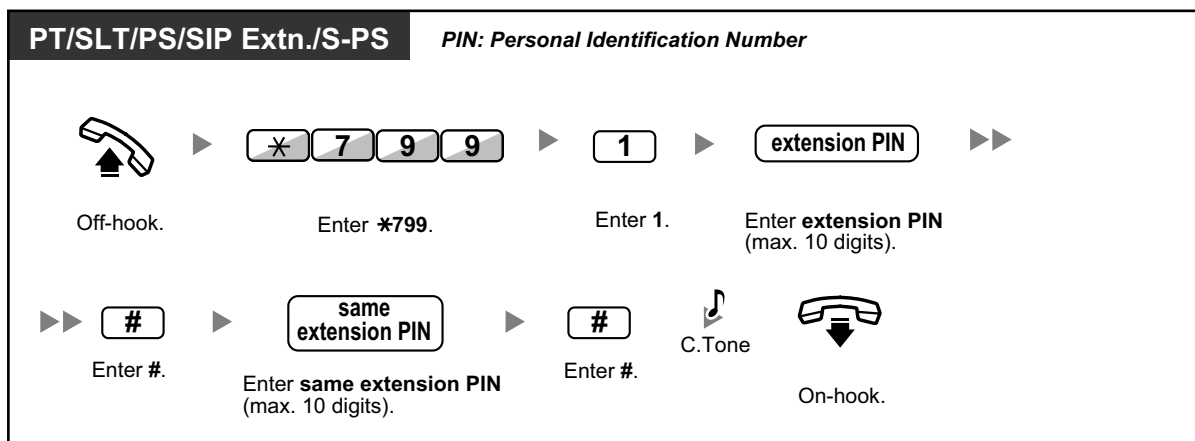 PT/SLT/PS/SIP Extn./S-PS
PIN: Personal Identification Number
* 7 9 9
1
extension PIN
Off-hook.
Enter *799.
Enter 1.
Enter extension PIN
(max. 10 digits).
#
same
extension PIN
#
C.Tone
Enter #.
Enter same extension PIN
(max. 10 digits).
Enter #.
On-hook.